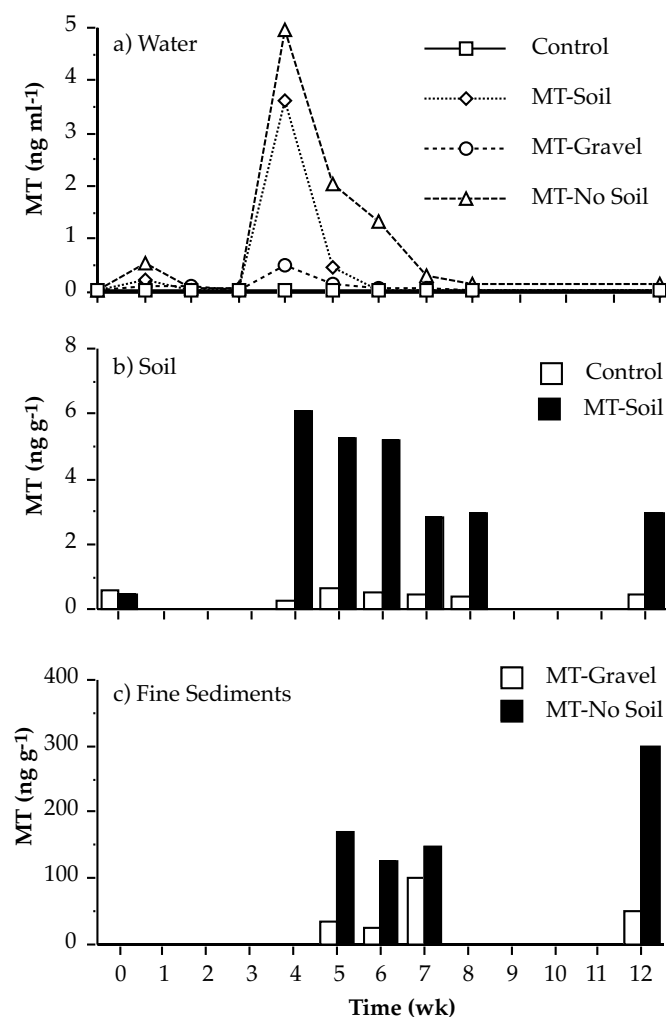 a) Water
Control
MT-Soil
MT-Gravel
MT-No Soil
MT (ng ml-1)
5
4
3
2
1
0
b) Soil
Control
MT-Soil
MT (ng g-1)
8
6
4
2
0
c) Fine Sediments
MT-Gravel
MT-No Soil
MT (ng g-1)
400
300
200
100
0
0 1 2 3 4 5 6 7 8 9 10 11 12
Time (wk)